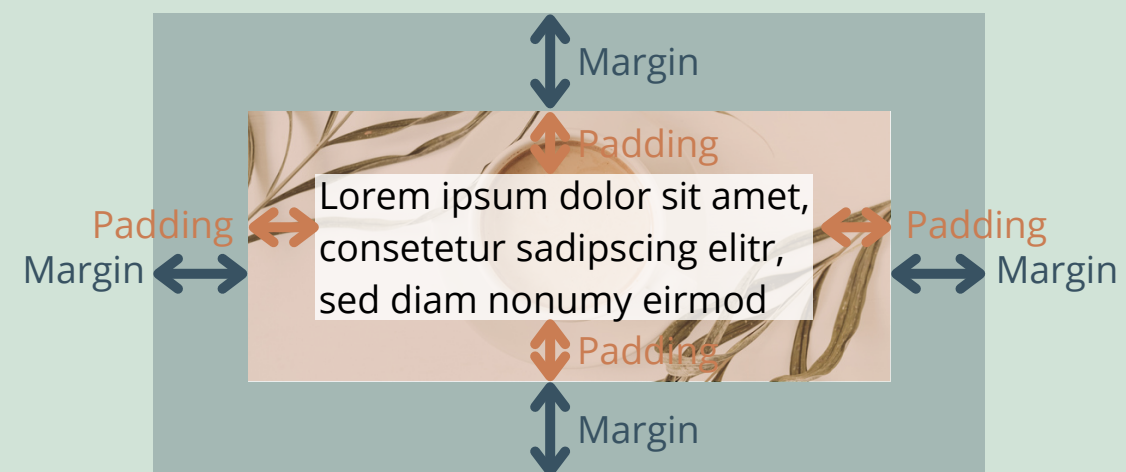 Margin
Padding
Lorem ipsum dolor sit amet,
Padding
Padding
consetetur sadipscing elitr,
Margin
Margin
sed diam nonumy eirmod
Padding
Margin